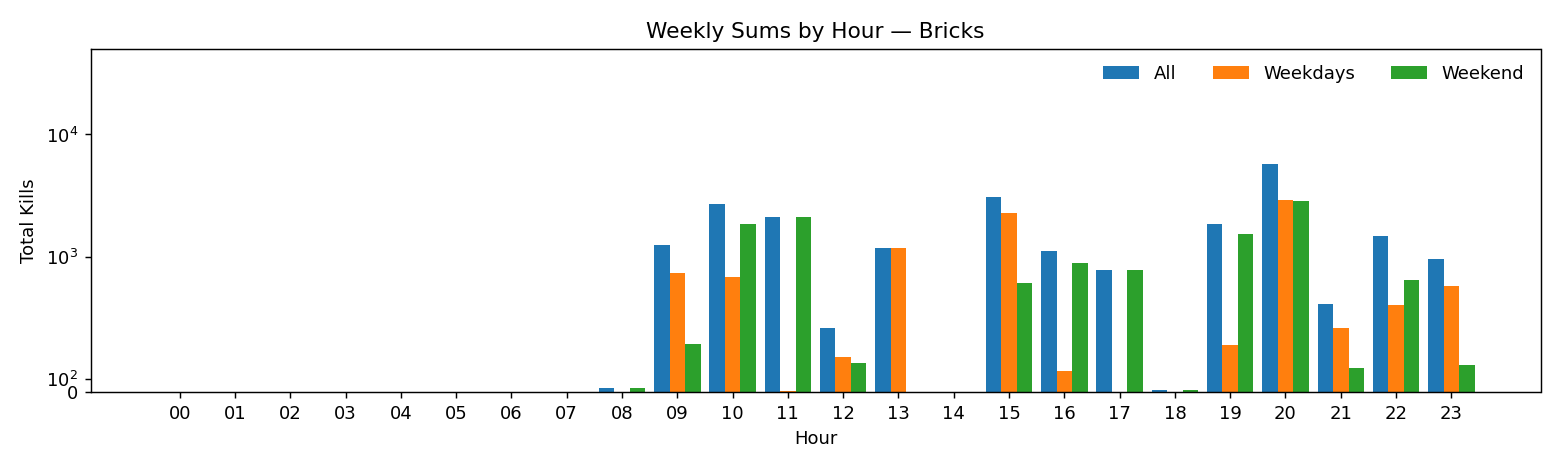 Weekly Sums by Hour — Bricks
All Weekdays Weekend
Total Kills
10⁴
10³
10²
0
00 01 02 03 04 05 06 07 08 09 10 11 12 13 14 15 16 17 18 19 20 21 22 23
Hour